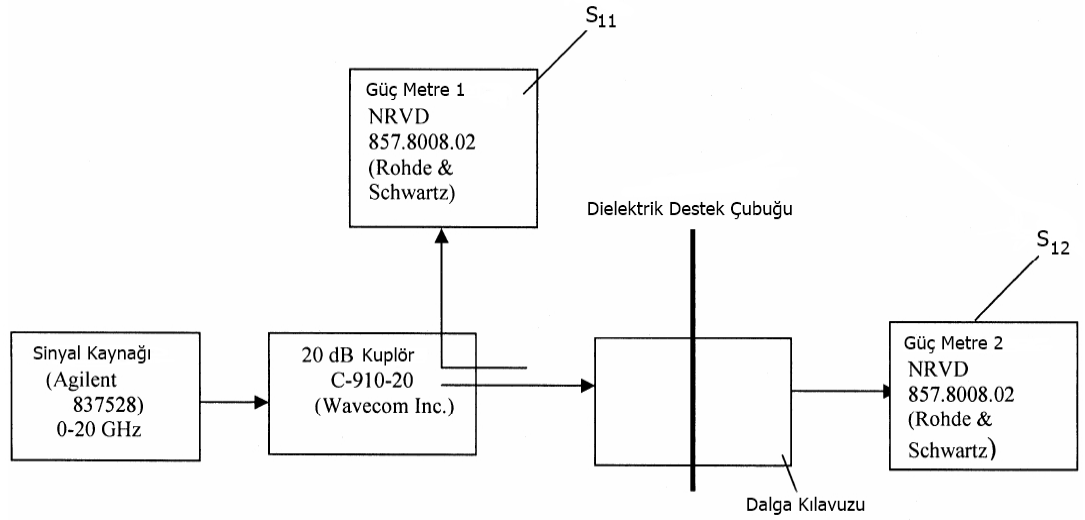 S11
Güç Metre 1
NRVD
857.8008.02
(Rohde &
Schwartz)
Dielektrik Destek Çubuğu
S12
Sinyal Kaynağı
(Agilent
837528)
0-20 GHz
20 dB Kuplör
C-910-20
(Wavecom Inc.)
Güç Metre 2
NRVD
857.8008.02
(Rohde &
Schwartz)
Dalga Kılavuzu